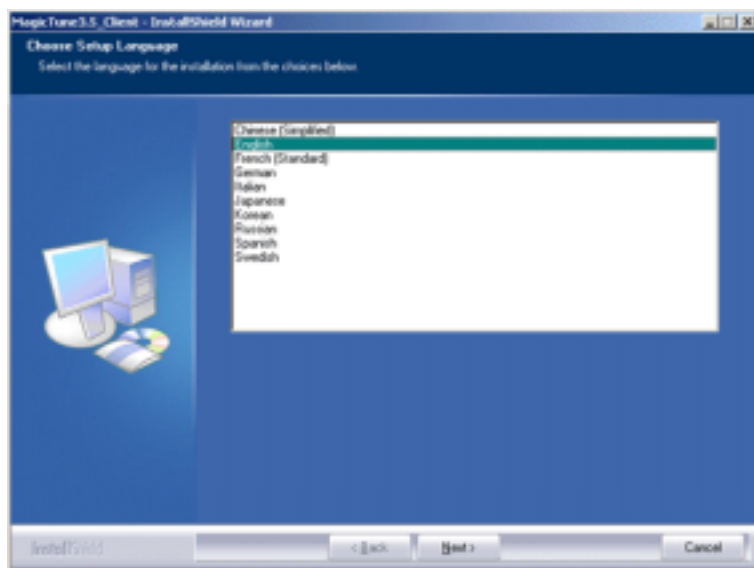 MagicTune3.5_Client - InstallShield Wizard
Choose Setup Language
Select the language for the installation from the choices below.
Chinese (Simplified)
English
French (Standard)
German
Italian
Japanese
Korean
Russian
Spanish
Swedish
InstallShield
< Back
Next >
Cancel